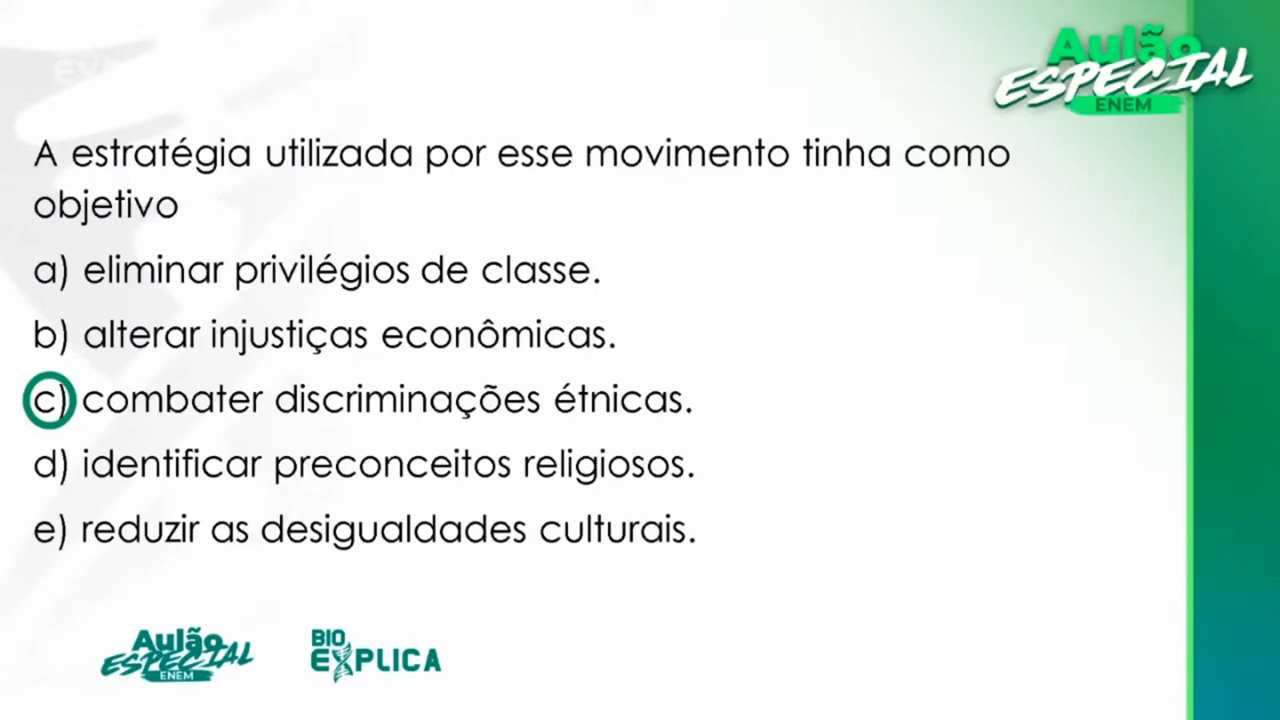 Aulão
ESPECIAL
ENEM
A estratégia utilizada por esse movimento tinha como
objetivo
a) eliminar privilégios de classe.
b) alterar injustiças econômicas.
c) combater discriminações étnicas.
d) identificar preconceitos religiosos.
e) reduzir as desigualdades culturais.
Aulão
ESPECIAL
ENEM
BIO
EXPLICA